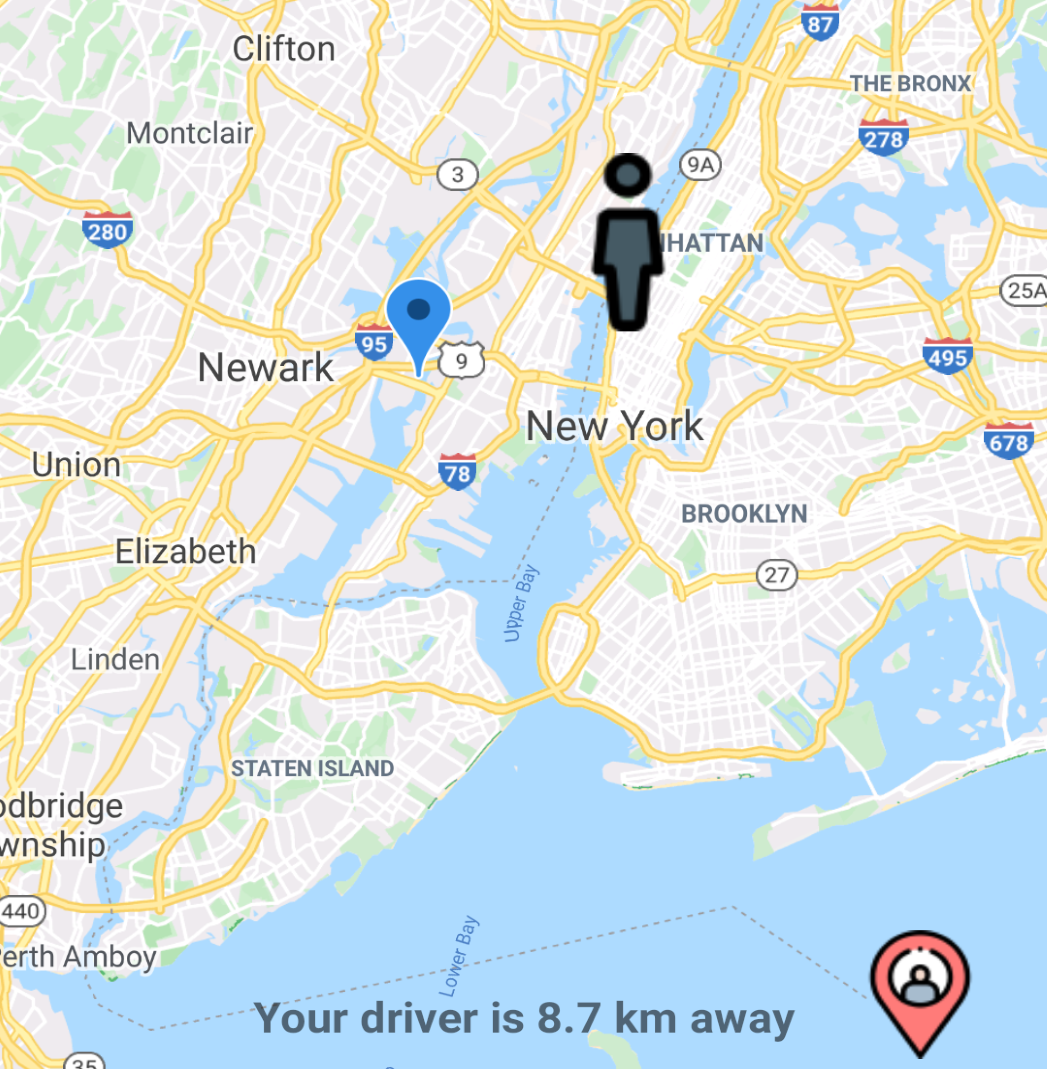 87
Clifton
THE BRONX
Montclair
278
3
9A
280
NHATTAN
25A
95
9
495
Newark
New York
678
Union
78
BROOKLYN
Elizabeth
27
Upper Bay
Linden
STATEN ISLAND
odbridge
wnship
440
Perth Amboy
Lower Bay
Your driver is 8.7 km away
35